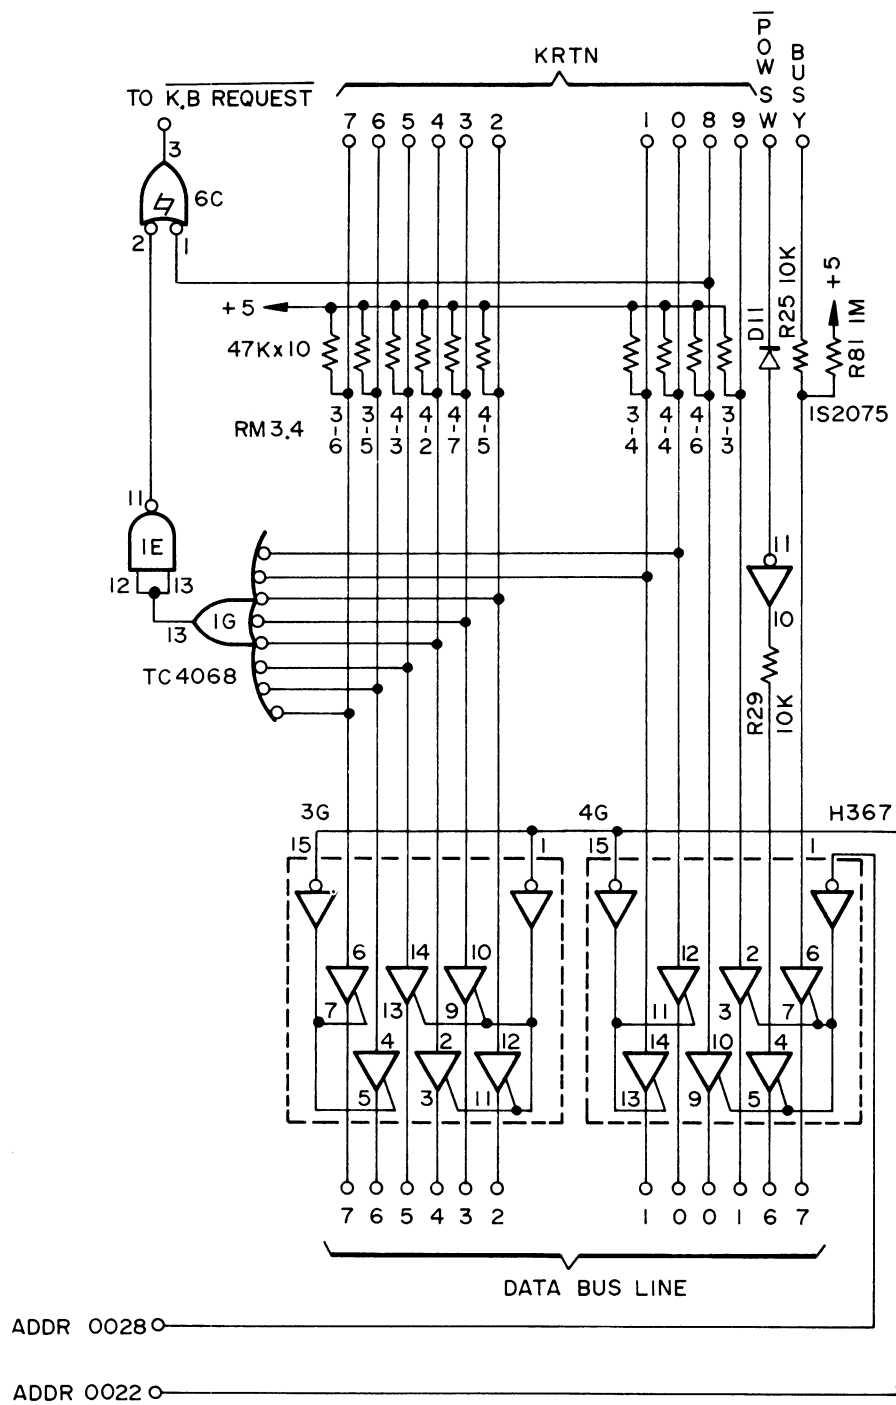 KRTN
P̅O̅W̅ S̅W̅
BUSY
TO K.B REQUEST
7 6 5 4 3 2 1 0 8 9
3
6C
2 1
+5
47K x 10
RM3.4
3-6 3-5 4-3 4-2 4-7 4-5 3-4 4-4 4-6 3-3
D11
R25 10K
+5
R81 1M
1S2075
11
1E
12 13
13
1G
TC4068
11
10
R29 10K
3G 4G H367
15 1 15 1
6 14 10 12 2 6
7 13 9 11 3 7
4 2 12 14 10 4
5 3 11 13 9 5
7 6 5 4 3 2 1 0 0 1 6 7
DATA BUS LINE
ADDR 0028
ADDR 0022